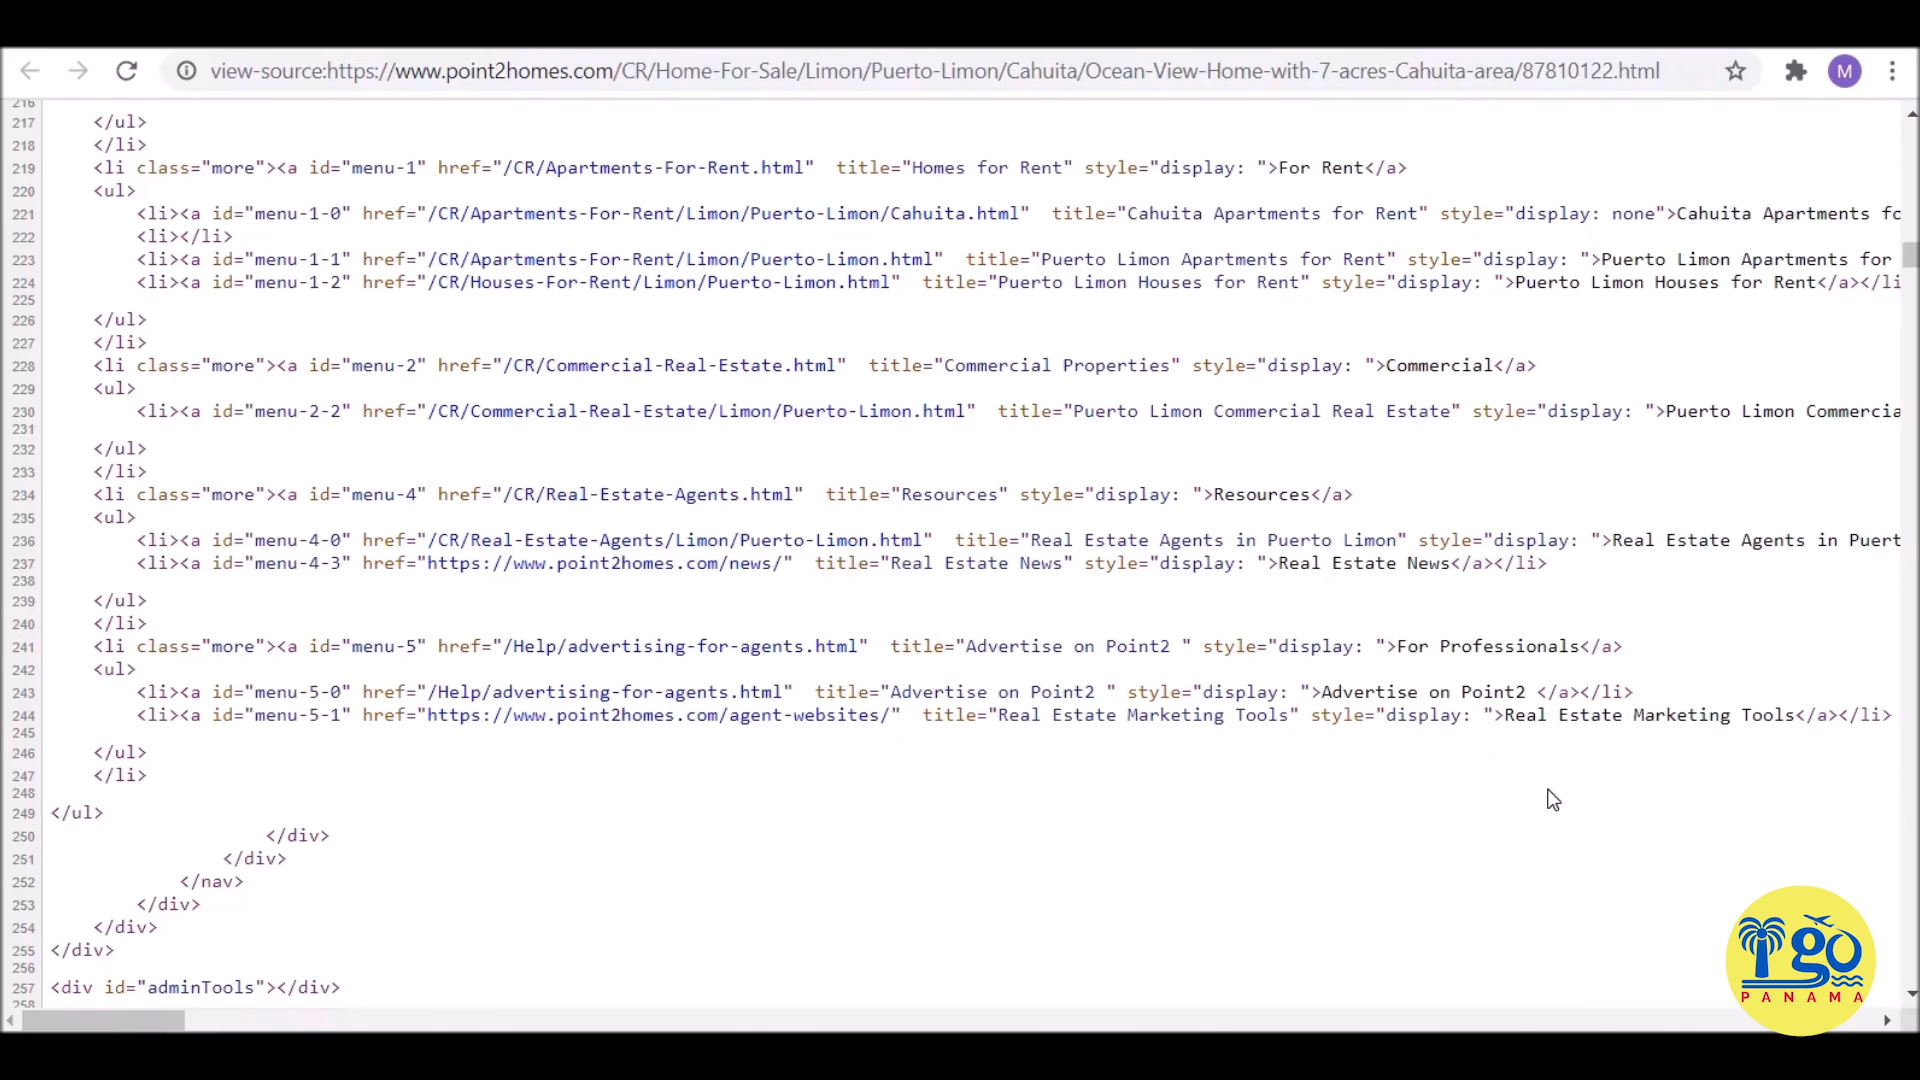 view-source:https://www.point2homes.com/CR/Home-For-Sale/Limon/Puerto-Limon/Cahuita/Ocean-View-Home-with-7-acres-Cahuita-area/87810122.html
M
216
217 </ul>
218 </li>
219 <li class="more"><a id="menu-1" href="/CR/Apartments-For-Rent.html"  title="Homes for Rent" style="display: ">For Rent</a>
220 <ul>
221 <li><a id="menu-1-0" href="/CR/Apartments-For-Rent/Limon/Puerto-Limon/Cahuita.html"  title="Cahuita Apartments for Rent" style="display: none">Cahuita Apartments fo
222 <li></li>
223 <li><a id="menu-1-1" href="/CR/Apartments-For-Rent/Limon/Puerto-Limon.html"  title="Puerto Limon Apartments for Rent" style="display: ">Puerto Limon Apartments for
224 <li><a id="menu-1-2" href="/CR/Houses-For-Rent/Limon/Puerto-Limon.html"  title="Puerto Limon Houses for Rent" style="display: ">Puerto Limon Houses for Rent</a></li
225
226 </ul>
227 </li>
228 <li class="more"><a id="menu-2" href="/CR/Commercial-Real-Estate.html"  title="Commercial Properties" style="display: ">Commercial</a>
229 <ul>
230 <li><a id="menu-2-2" href="/CR/Commercial-Real-Estate/Limon/Puerto-Limon.html"  title="Puerto Limon Commercial Real Estate" style="display: ">Puerto Limon Commercia
231
232 </ul>
233 </li>
234 <li class="more"><a id="menu-4" href="/CR/Real-Estate-Agents.html"  title="Resources" style="display: ">Resources</a>
235 <ul>
236 <li><a id="menu-4-0" href="/CR/Real-Estate-Agents/Limon/Puerto-Limon.html"  title="Real Estate Agents in Puerto Limon" style="display: ">Real Estate Agents in Puert
237 <li><a id="menu-4-3" href="https://www.point2homes.com/news/"  title="Real Estate News" style="display: ">Real Estate News</a></li>
238
239 </ul>
240 </li>
241 <li class="more"><a id="menu-5" href="/Help/advertising-for-agents.html"  title="Advertise on Point2 " style="display: ">For Professionals</a>
242 <ul>
243 <li><a id="menu-5-0" href="/Help/advertising-for-agents.html"  title="Advertise on Point2 " style="display: ">Advertise on Point2 </a></li>
244 <li><a id="menu-5-1" href="https://www.point2homes.com/agent-websites/"  title="Real Estate Marketing Tools" style="display: ">Real Estate Marketing Tools</a></li>
245
246 </ul>
247 </li>
248
249 </ul>
250 </div>
251 </div>
252 </nav>
253 </div>
254 </div>
255 </div>
256
257 <div id="adminTools"></div>
258
go
PANAMA